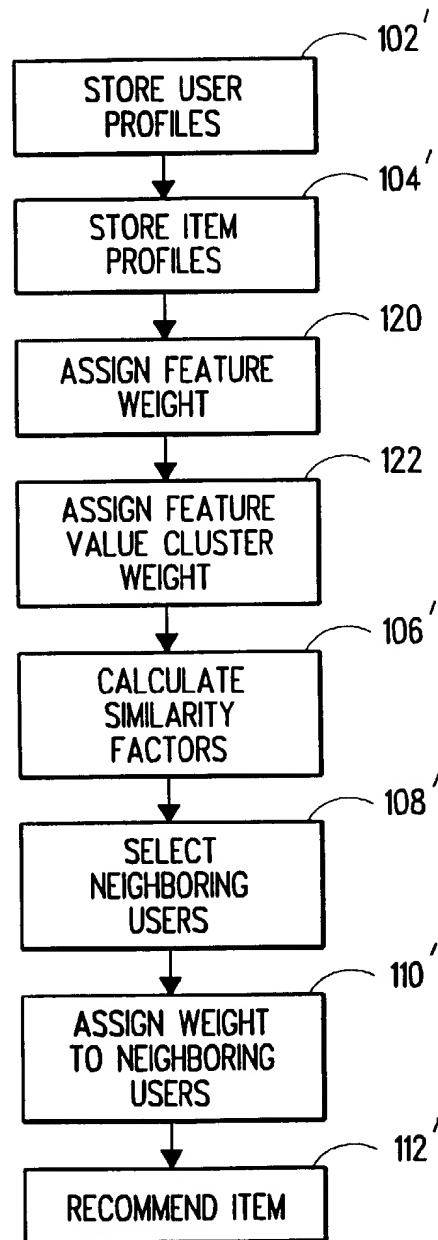 102'
STORE USER
PROFILES
104'
STORE ITEM
PROFILES
120
ASSIGN FEATURE
WEIGHT
122
ASSIGN FEATURE
VALUE CLUSTER
WEIGHT
106'
CALCULATE
SIMILARITY
FACTORS
108'
SELECT
NEIGHBORING
USERS
110'
ASSIGN WEIGHT
TO NEIGHBORING
USERS
112'
RECOMMEND ITEM